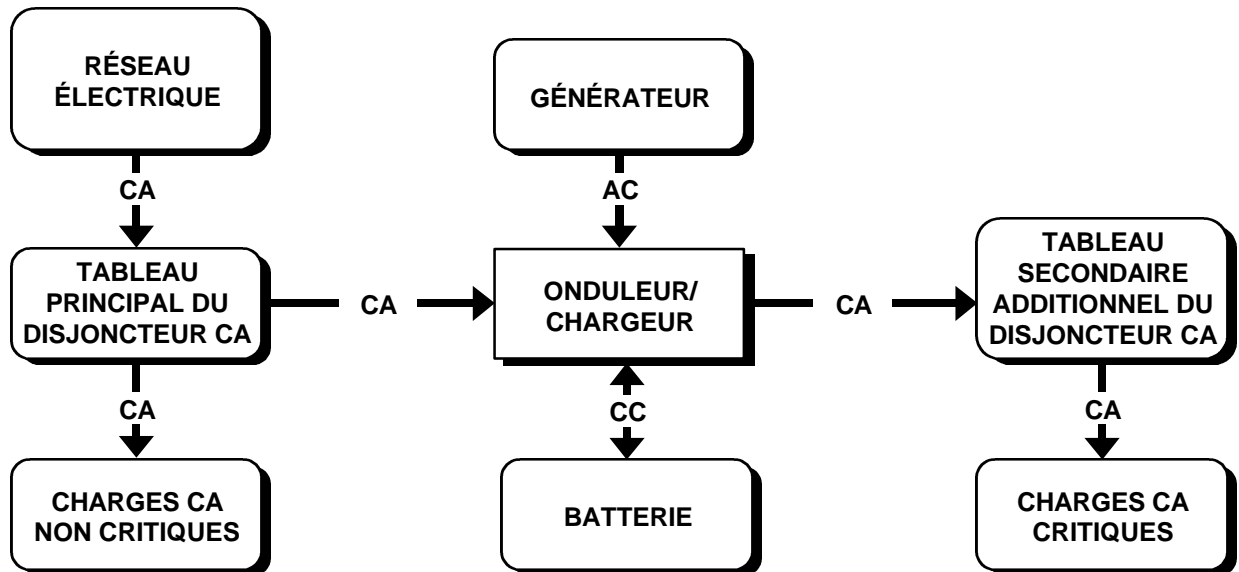 RÉSEAU
ÉLECTRIQUE
GÉNÉRATEUR
CA
AC
TABLEAU
PRINCIPAL DU
DISJONCTEUR CA
CA
ONDULEUR/
CHARGEUR
CA
TABLEAU
SECONDAIRE
ADDITIONNEL DU
DISJONCTEUR CA
CA
CC
CA
CHARGES CA
NON CRITIQUES
BATTERIE
CHARGES CA
CRITIQUES